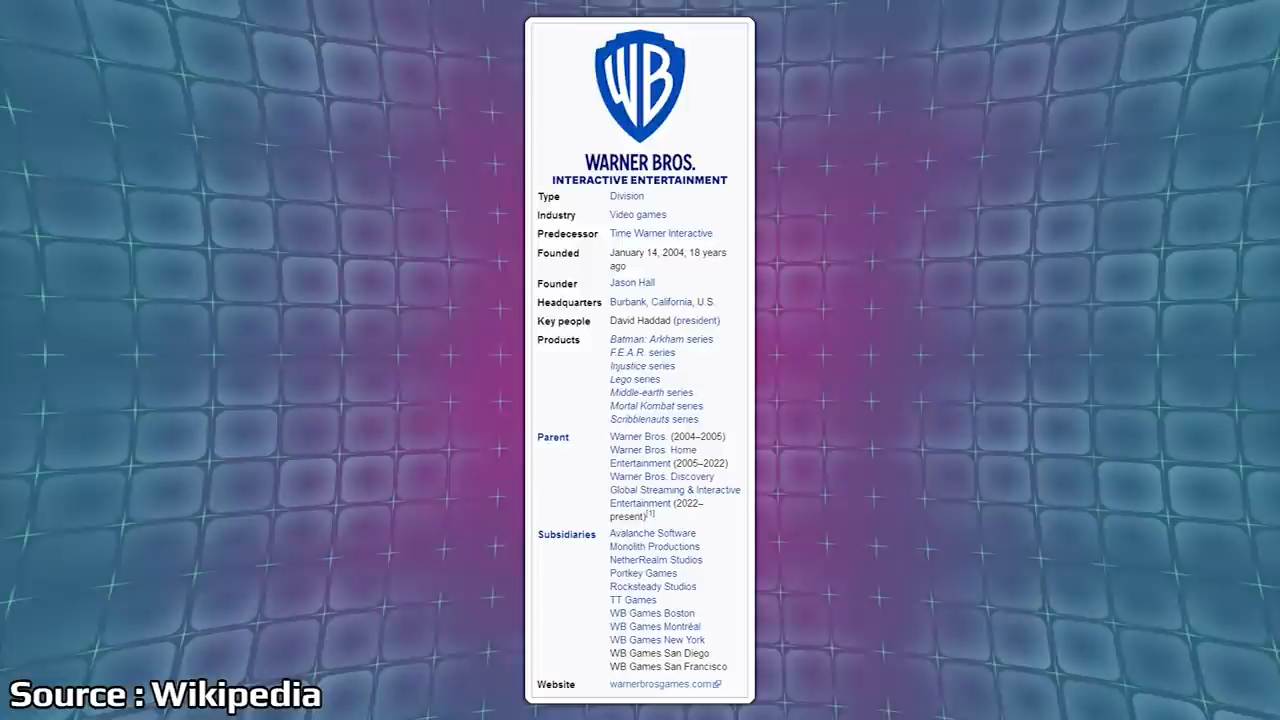 WB
WARNER BROS.
INTERACTIVE ENTERTAINMENT
Type Division
Industry Video games
Predecessor Time Warner Interactive
Founded January 14, 2004, 18 years
ago
Founder Jason Hall
Headquarters Burbank, California, U.S.
Key people David Haddad (president)
Products Batman: Arkham series
F.E.A.R. series
Injustice series
Lego series
Middle-earth series
Mortal Kombat series
Scribblenauts series
Parent Warner Bros. (2004–2005)
Warner Bros. Home
Entertainment (2005–2022)
Warner Bros. Discovery
Global Streaming & Interactive
Entertainment (2022–
present)[1]
Subsidiaries Avalanche Software
Monolith Productions
NetherRealm Studios
Portkey Games
Rocksteady Studios
TT Games
WB Games Boston
WB Games Montréal
WB Games New York
WB Games San Diego
WB Games San Francisco
Website warnerbrosgames.com
Source : Wikipedia